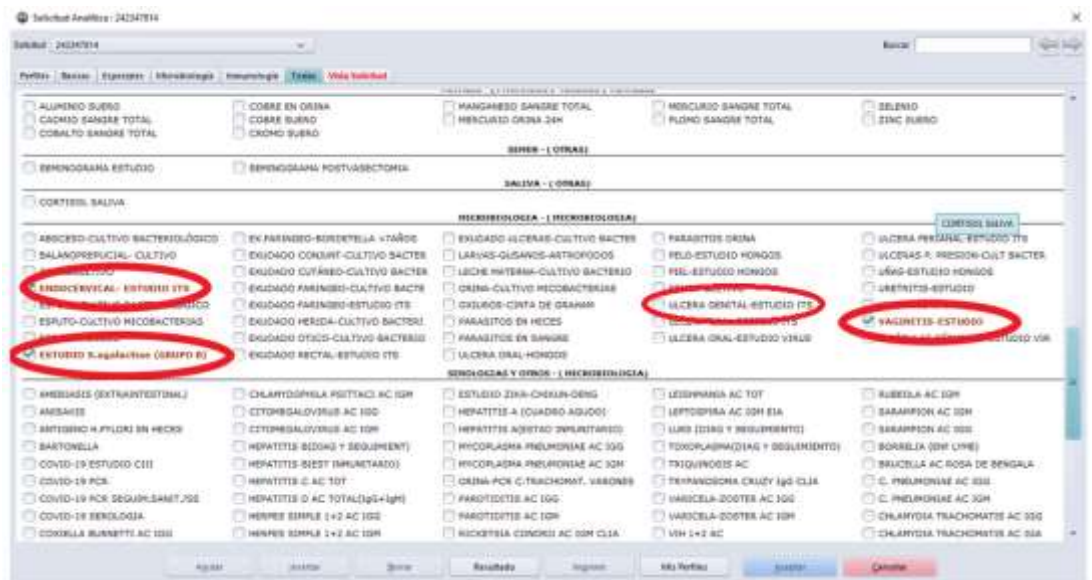 Solicitud Analítica: 242347814
Solicitud: 242347814
Buscar
Perfiles Basicas Especiales Microbiología Inmunología Todas Vista Solicitud
ALUMINIO SUERO COBRE EN ORINA MANGANESO SANGRE TOTAL MERCURIO SANGRE TOTAL SELENIO
CADMIO SANGRE TOTAL COBRE SUERO MERCURIO ORINA 24H PLOMO SANGRE TOTAL ZINC SUERO
COBALTO SANGRE TOTAL CROMO SUERO
SEMEN - ( OTRAS)
SEMINOGRAMA ESTUDIO SEMINOGRAMA POSTVASECTOMIA
SALIVA - ( OTRAS)
CORTISOL SALIVA
MICROBIOLOGIA - ( MICROBIOLOGIA)
CORTISOL SALIVA
ABSCESO-CULTIVO BACTERIOLÓGICO EX.FARINGEO-BORDETELLA <7AÑOS EXUDADO ULCERAS-CULTIVO BACTER PARASITOS ORINA ULCERA PERIANAL-ESTUDIO ITS
BALANOPREPUCIAL- CULTIVO EXUDADO CONJUNT-CULTIVO BACTER LARVAS-GUSANOS-ARTROPODOS PELO-ESTUDIO HONGOS ULCERAS P. PRESION-CULT BACTER
EXUDADO CUTÁNEO-CULTIVO BACTER LECHE MATERNA-CULTIVO BACTERIO PIEL-ESTUDIO HONGOS UÑAS-ESTUDIO HONGOS
ENDOCERVICAL- ESTUDIO ITS EXUDADO FARINGEO-CULTIVO BACTE ORINA-CULTIVO MICOBACTERIAS URETRITIS-ESTUDIO
EXUDADO FARINGEO-ESTUDIO ITS OXIUROS-CINTA DE GRAHAM ULCERA GENITAL-ESTUDIO ITS
ESPUTO-CULTIVO MICOBACTERIAS EXUDADO HERIDA-CULTIVO BACTERI PARASITOS EN HECES VAGINITIS-ESTUDIO
EXUDADO OTICO-CULTIVO BACTERIO PARASITOS EN SANGRE ULCERA ORAL-ESTUDIO VIRUS
ESTUDIO S.agalactiae (GRUPO B) EXUDADO RECTAL-ESTUDIO ITS ULCERA ORAL-HONGOS
SEROLOGIAS Y OTROS - ( MICROBIOLOGIA)
AMEBIASIS (EXTRAINTESTINAL) CHLAMYDOPHILA PSITTACI AC IGM ESTUDIO ZIKA-CHIKUN-DENG LEISHMANIA AC TOT RUBEOLA AC IGM
ANISAKIS CITOMEGALOVIRUS AC IGG HEPATITIS A (CUADRO AGUDO) LEPTOSPIRA AC IGM EIA SARAMPION AC IGM
ANTIGENO H.PYLORI EN HECES CITOMEGALOVIRUS AC IGM HEPATITIS A(ESTAD INMUNITARIO) LUES (DIAG Y SEGUIMIENTO) SARAMPION AC IGG
BARTONELLA HEPATITIS B(DIAG Y SEGUIMIENT) MYCOPLASMA PNEUMONIAE AC IGG TOXOPLASMA(DIAG Y SEGUIMIENTO) BORRELIA (ENF LYME)
COVID-19 ESTUDIO CIII HEPATITIS B(EST INMUNITARIO) MYCOPLASMA PNEUMONIAE AC IGM TRIQUINOSIS AC BRUCELLA AC ROSA DE BENGALA
COVID-19 PCR HEPATITIS C AC TOT ORINA-PCR C.TRACHOMAT. VARONES TRYPANOSOMA CRUZY IgG CLIA C. PNEUMONIAE AC IGG
COVID-19 PCR SEGUIM.SANIT./SS HEPATITIS D AC TOTAL(IgG+IgM) PAROTIDITIS AC IGG VARICELA-ZOSTER AC IGG C. PNEUMONIAE AC IGM
COVID-19 SEROLOGIA HERPES SIMPLE 1+2 AC IGG PAROTIDITIS AC IGM VARICELA-ZOSTER AC IGM CHLAMYDIA TRACHOMATIS AC IGG
COXIELLA BURNETTI AC IGG HERPES SIMPLE 1+2 AC IGM RICKETSIA CONORII AC IGM CLIA VIH 1+2 AC CHLAMYDIA TRACHOMATIS AC IGA
Borrar Resultado Imprimir Mis Perfiles Aceptar Cancelar